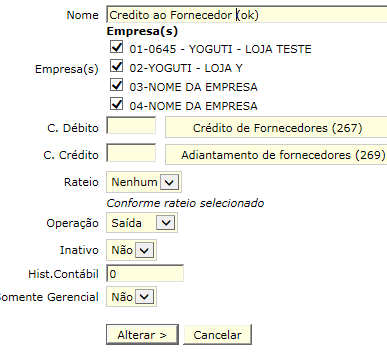 Nome Credito ao Fornecedor (ok)
Empresa(s)
01-0645 - YOGUTI - LOJA TESTE
02-YOGUTI - LOJA Y
Empresa(s)
03-NOME DA EMPRESA
04-NOME DA EMPRESA
C. Débito Crédito de Fornecedores (267)
C. Crédito Adiantamento de fornecedores (269)
Rateio Nenhum
Conforme rateio selecionado
Operação Saída
Inativo Não
Hist.Contábil 0
Somente Gerencial Não
Alterar > Cancelar